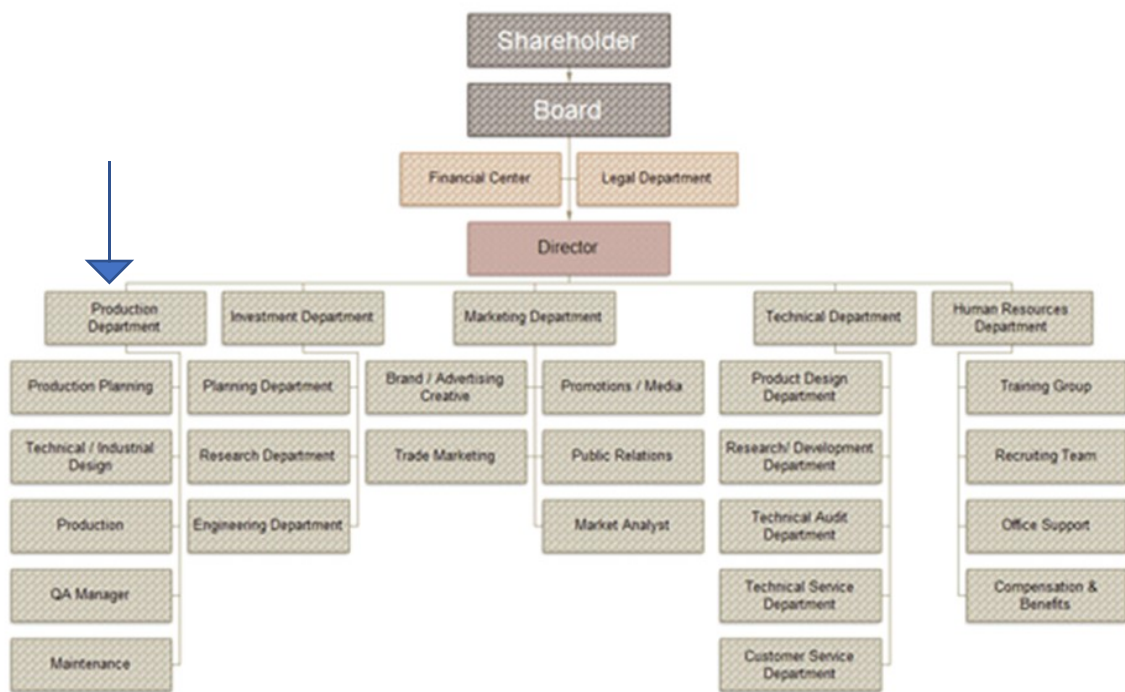 Shareholder
Board
Financial Center
Legal Department
Director
Production
Department
Investment Department
Marketing Department
Technical Department
Human Resources
Department
Production Planning
Technical / Industrial
Design
Production
QA Manager
Maintenance
Planning Department
Research Department
Engineering Department
Brand / Advertising
Creative
Trade Marketing
Promotions / Media
Public Relations
Market Analyst
Product Design
Department
Research/ Development
Department
Technical Audit
Department
Technical Service
Department
Customer Service
Department
Training Group
Recruiting Team
Office Support
Compensation &
Benefits